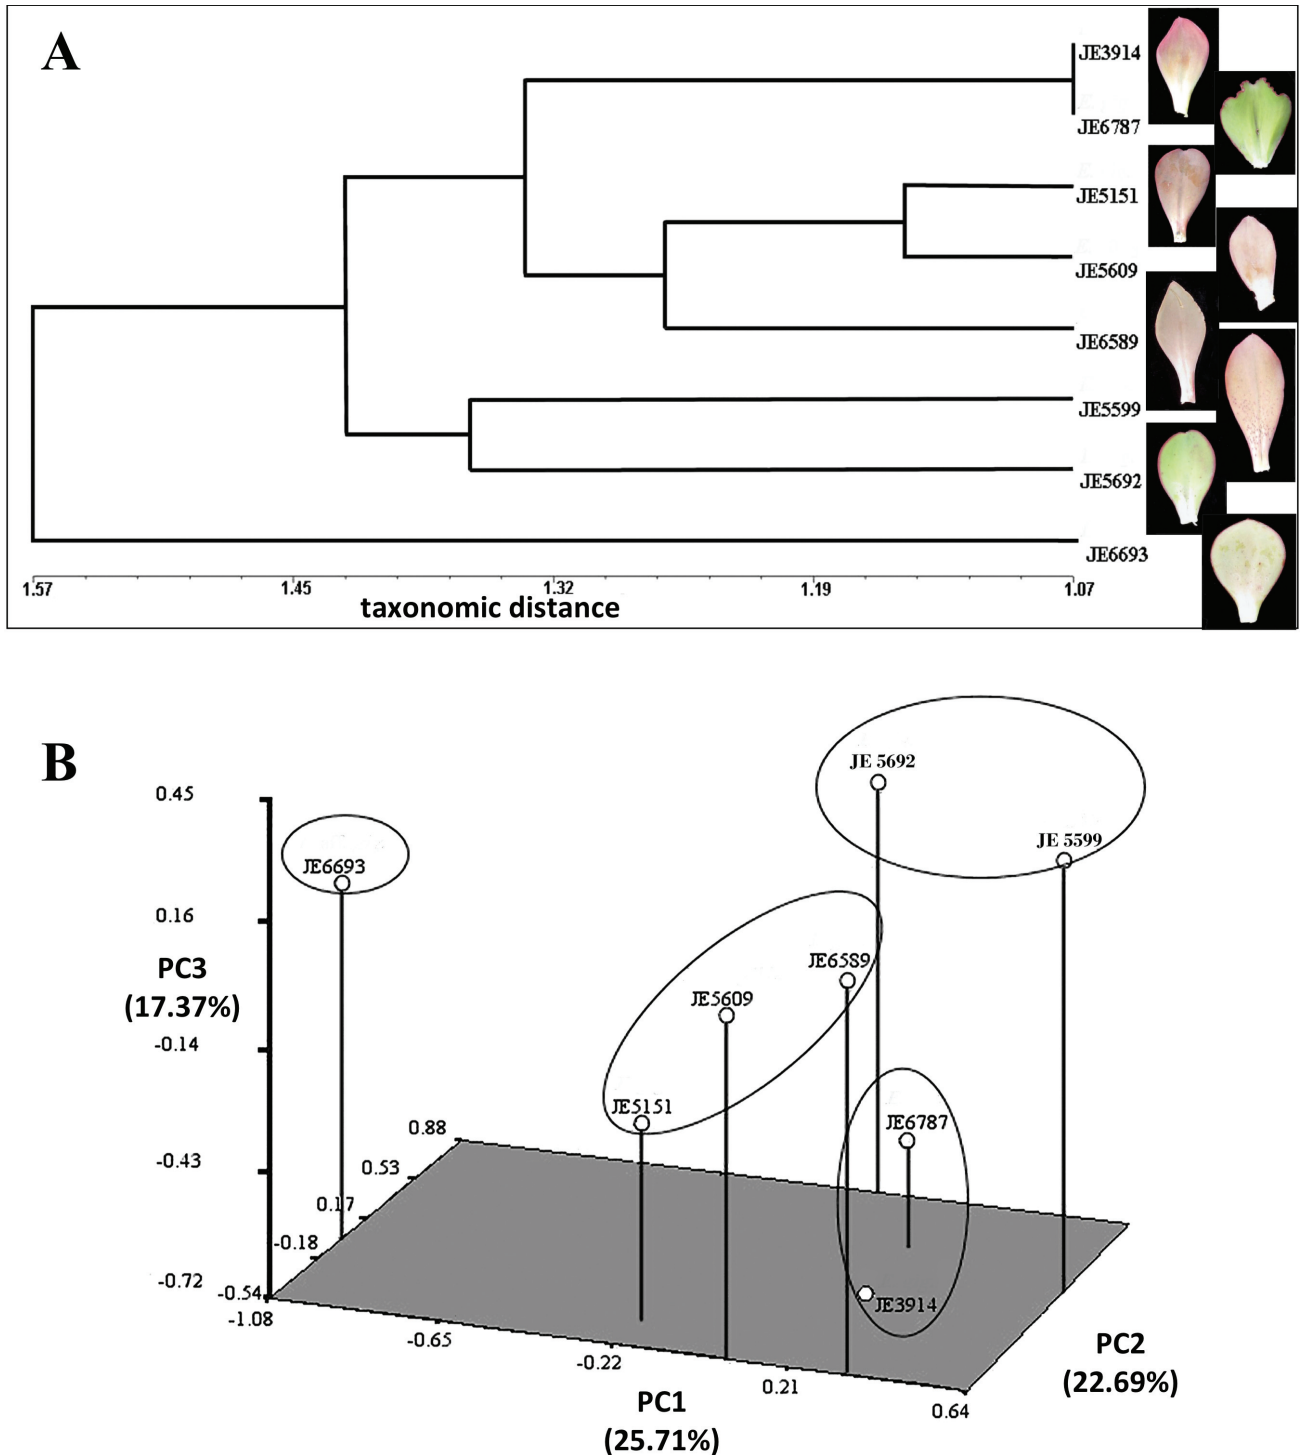 A
JE3914
JE6787
JE5151
JE5609
JE6589
JE5599
JE5692
JE6693
1.57 1.45 1.32 1.19 1.07
taxonomic distance
B
JE 5692
0.45
JE 5599
JE6693
0.16
JE6589
PC3
(17.37%)
JE5609
-0.14
JE5151
JE6787
0.88
-0.43
0.53
0.17
-0.18
-0.72
-0.54
JE3914
-1.08
-0.65
-0.22
0.21
0.64
PC2
(22.69%)
PC1
(25.71%)